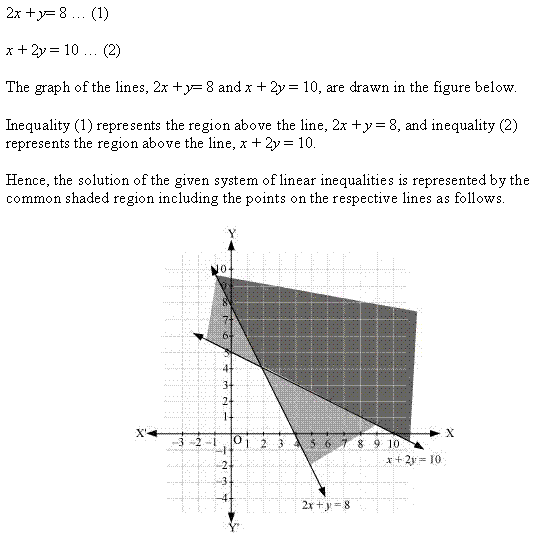 2x + y= 8 … (1)
x + 2y = 10 … (2)
The graph of the lines, 2x + y= 8 and x + 2y = 10, are drawn in the figure below.
Inequality (1) represents the region above the line, 2x + y = 8, and inequality (2)
represents the region above the line, x + 2y = 10.
Hence, the solution of the given system of linear inequalities is represented by the
common shaded region including the points on the respective lines as follows.
Y
10
9
8
7
6
5
4
3
2
1
X' -3 -2 -1 O 1 2 3 4 5 6 7 8 9 10 X
-1
-2
-3
-4
x + 2y = 10
2x + y = 8
Y'